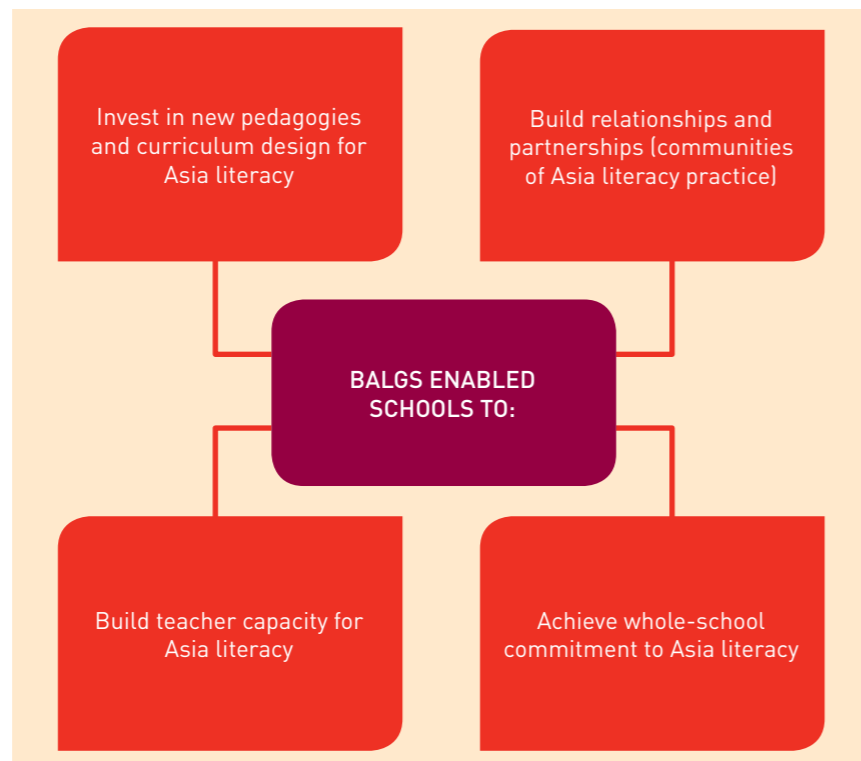 Invest in new pedagogies
and curriculum design for
Asia literacy
Build relationships and
partnerships (communities
of Asia literacy practice)
BALGS ENABLED
SCHOOLS TO:
Build teacher capacity for
Asia literacy
Achieve whole-school
commitment to Asia literacy